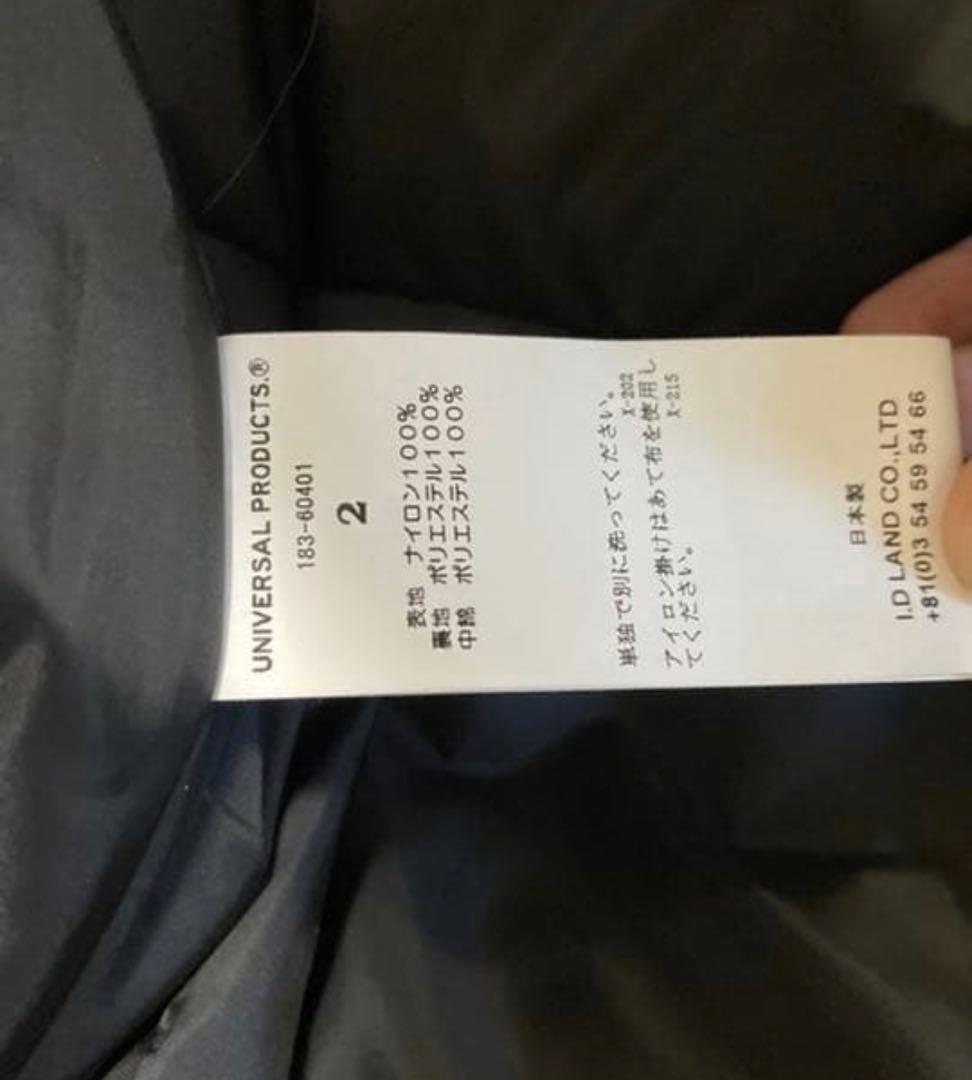 UNIVERSAL PRODUCTS.®
183-60401
2
表地 ナイロン100%
裏地 ポリエステル100%
中綿 ポリエステル100%
単独で別に洗ってください。
X-202
アイロン掛けはあて布を使用し
てください。
X-215
日本製
I.D LAND CO.,LTD
+81(0)3 54 59 54 66